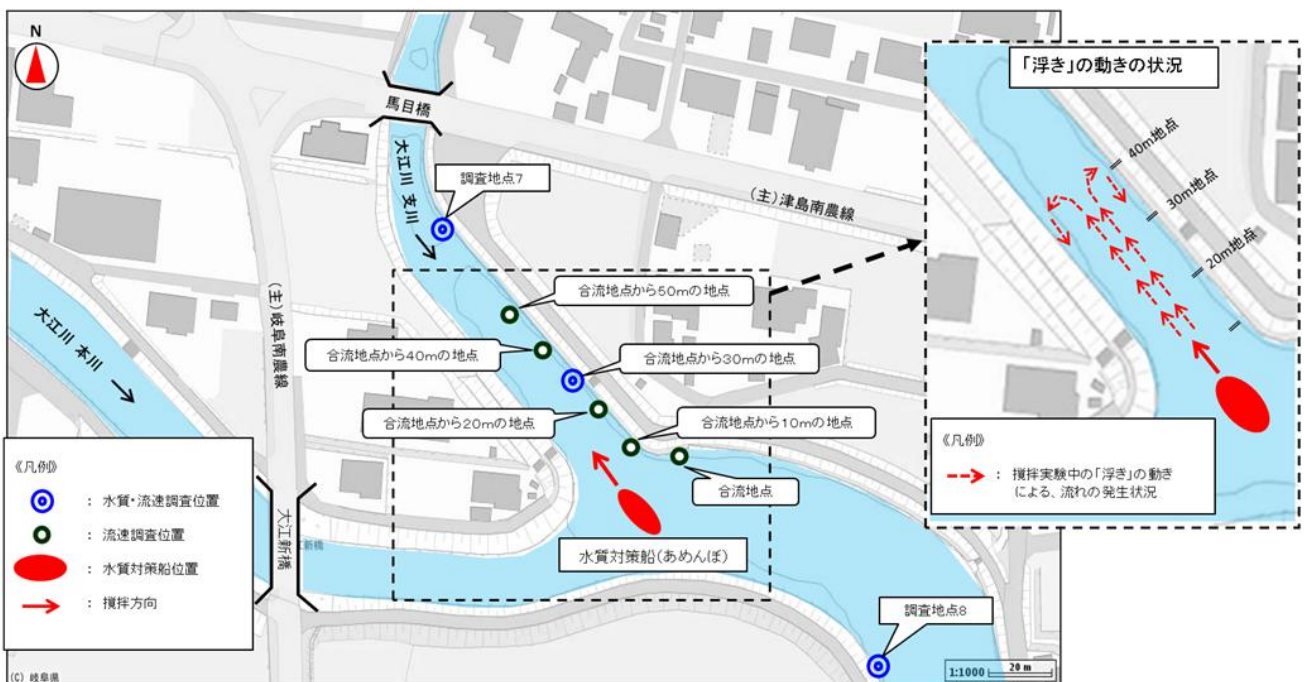 N
馬目橋
大江川 支川
調査地点7
(主)津島南農線
(主)岐阜南農線
大江川 本川
合流地点から50mの地点
合流地点から40mの地点
合流地点から30mの地点
合流地点から20mの地点
合流地点から10mの地点
合流地点
水質対策船(あめんぼ)
大江新橋
調査地点8
《凡例》
: 水質・流速調査位置
: 流速調査位置
: 水質対策船位置
: 撹拌方向
(C) 岐阜県
1:1000 20 m
「浮き」の動きの状況
40m地点
30m地点
20m地点
《凡例》
: 撹拌実験中の「浮き」の動き
による、流れの発生状況